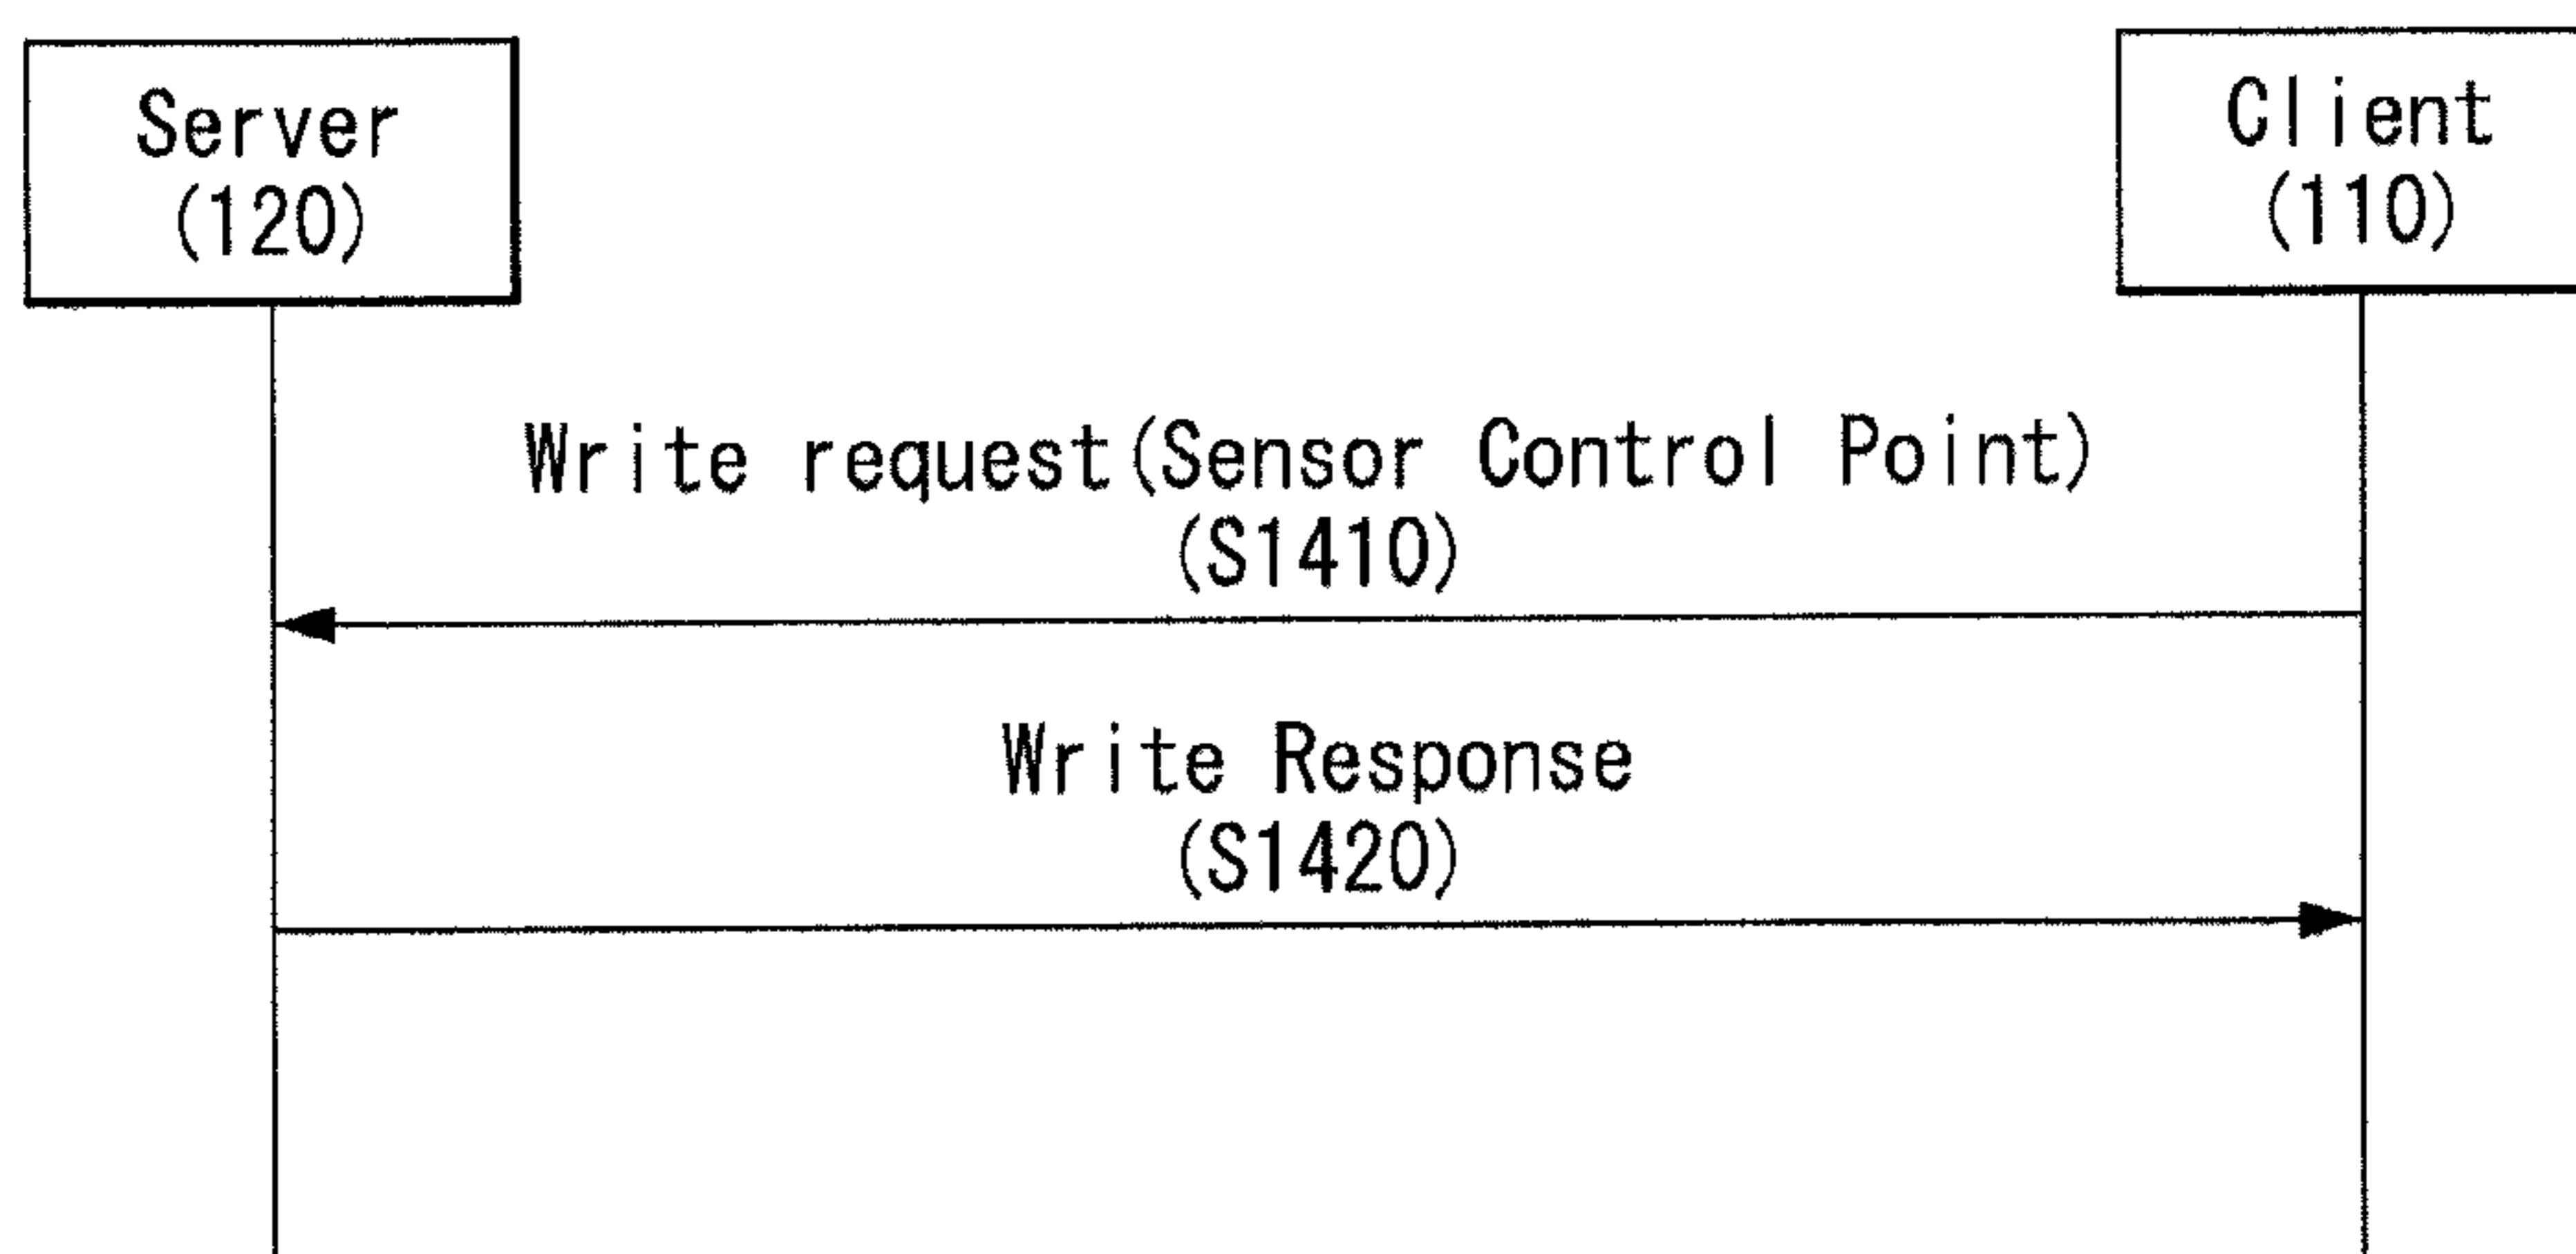 Server
(120)
Client
(110)
Write request(Sensor Control Point)
(S1410)
Write Response
(S1420)